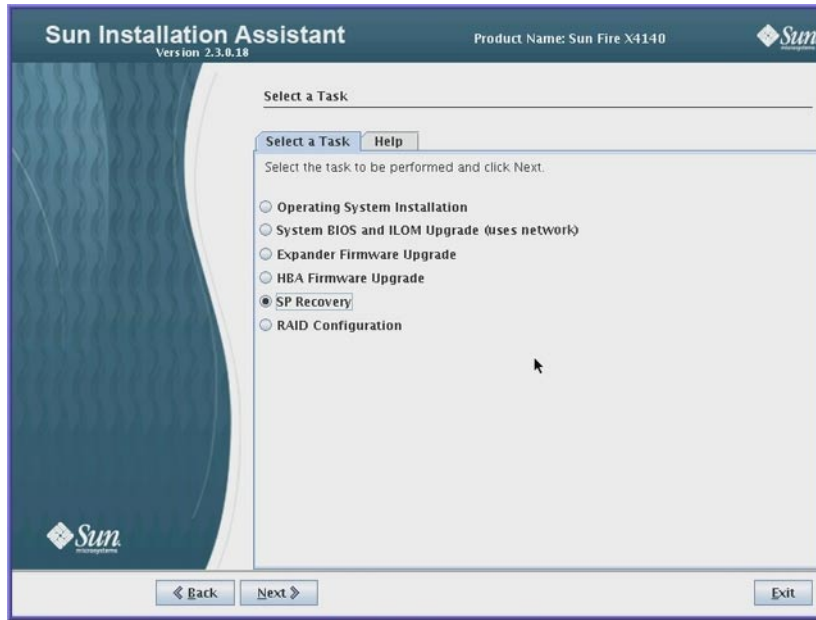 Sun Installation Assistant
Version 2.3.0.18
Product Name: Sun Fire X4140
Sun
microsystems
Select a Task
Select a Task
Help
Select the task to be performed and click Next.
Operating System Installation
System BIOS and ILOM Upgrade (uses network)
Expander Firmware Upgrade
HBA Firmware Upgrade
SP Recovery
RAID Configuration
Sun
microsystems
Back
Next
Exit